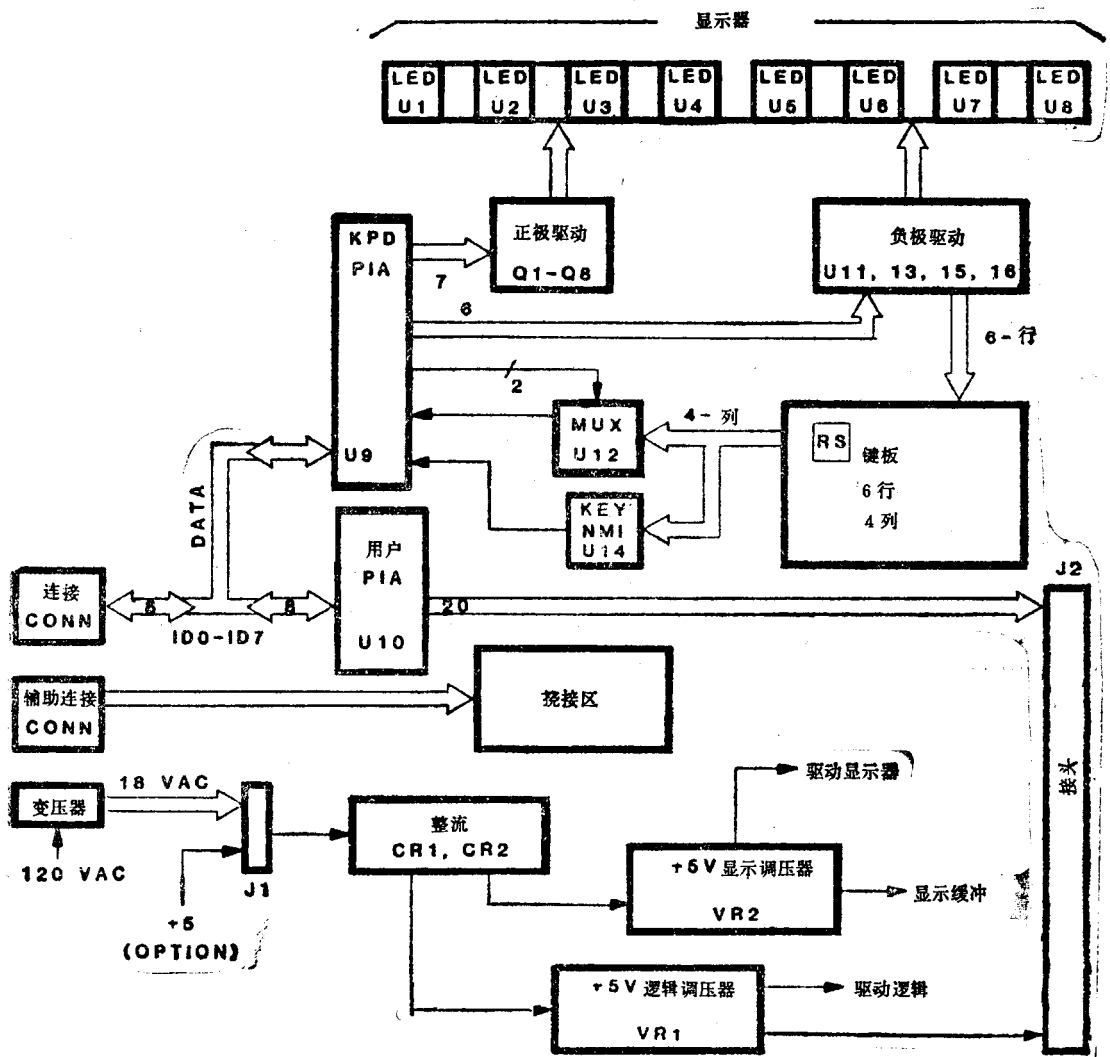 显示器
LED LED LED LED LED LED LED LED
U1 U2 U3 U4 U5 U6 U7 U8
KPD
PIA
U9
7
正极驱动
Q1-Q8
负极驱动
U11, 13, 15, 16
6
6-行
2
MUX
U12
4-列
RS
键板
6行
4列
KEY
NMI
U14
DATA
用户
PIA
U10
连接
CONN
8
ID0-ID7
8
20
J2
接头
辅助连接
CONN
挠接区
变压器
18 VAC
120 VAC
J1
+5
(OPTION)
整流
CR1, CR2
驱动显示器
+5V显示调压器
VR2
显示缓冲
+5V逻辑调压器
VR1
驱动逻辑